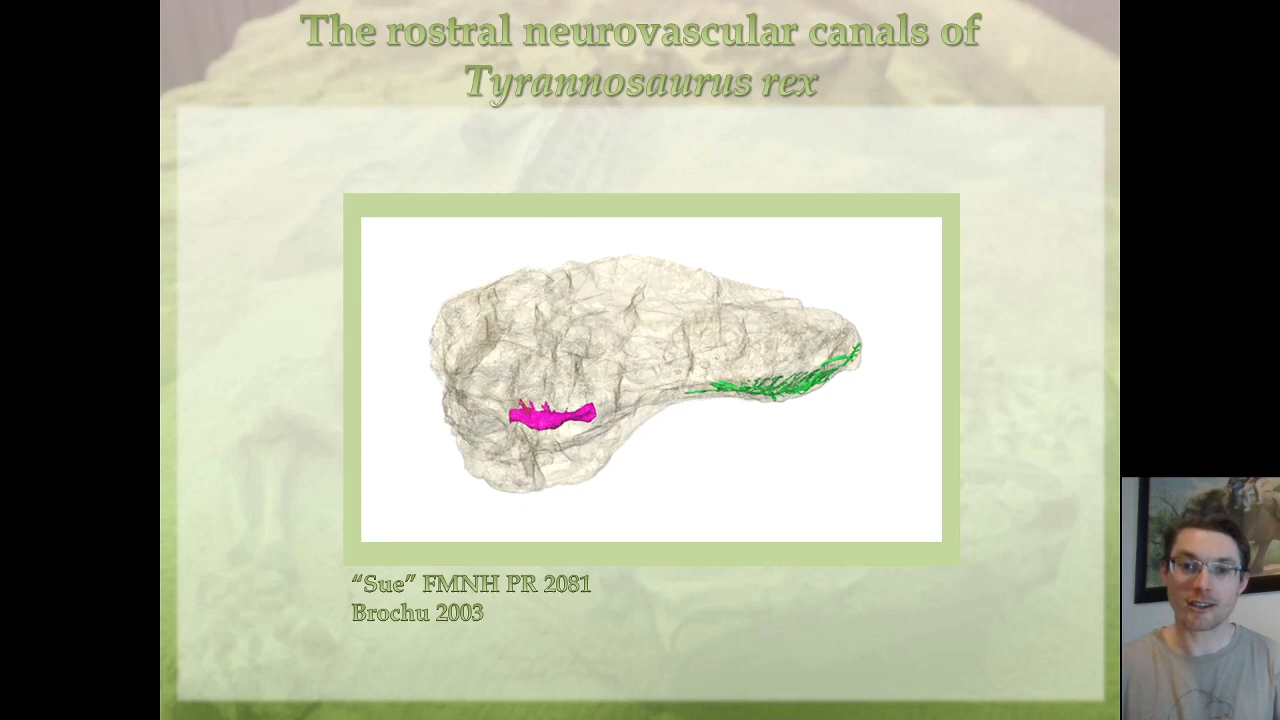 The rostral neurovascular canals of
Tyrannosaurus rex
“Sue” FMNH PR 2081
Brochu 2003